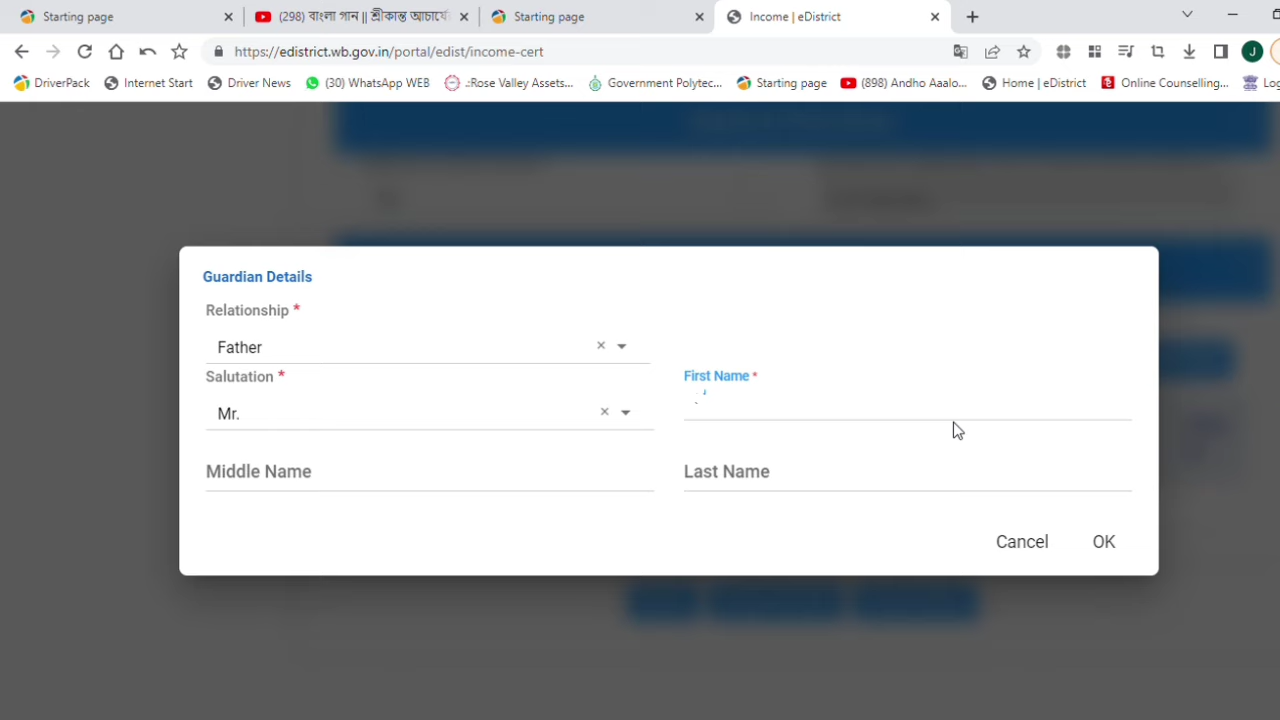 Starting page
(298) বাংলা গান || শ্রীকান্ত আচার্যে
Starting page
Income | eDistrict
https://edistrict.wb.gov.in/portal/edist/income-cert
J
DriverPack
Internet Start
Driver News
(30) WhatsApp WEB
.:Rose Valley Assets...
Government Polytec...
Starting page
(898) Andho Aaalo...
Home | eDistrict
Online Counselling...
Log
Guardian Details
Relationship *
Father
Salutation *
First Name *
Mr.
Middle Name
Last Name
Cancel
OK